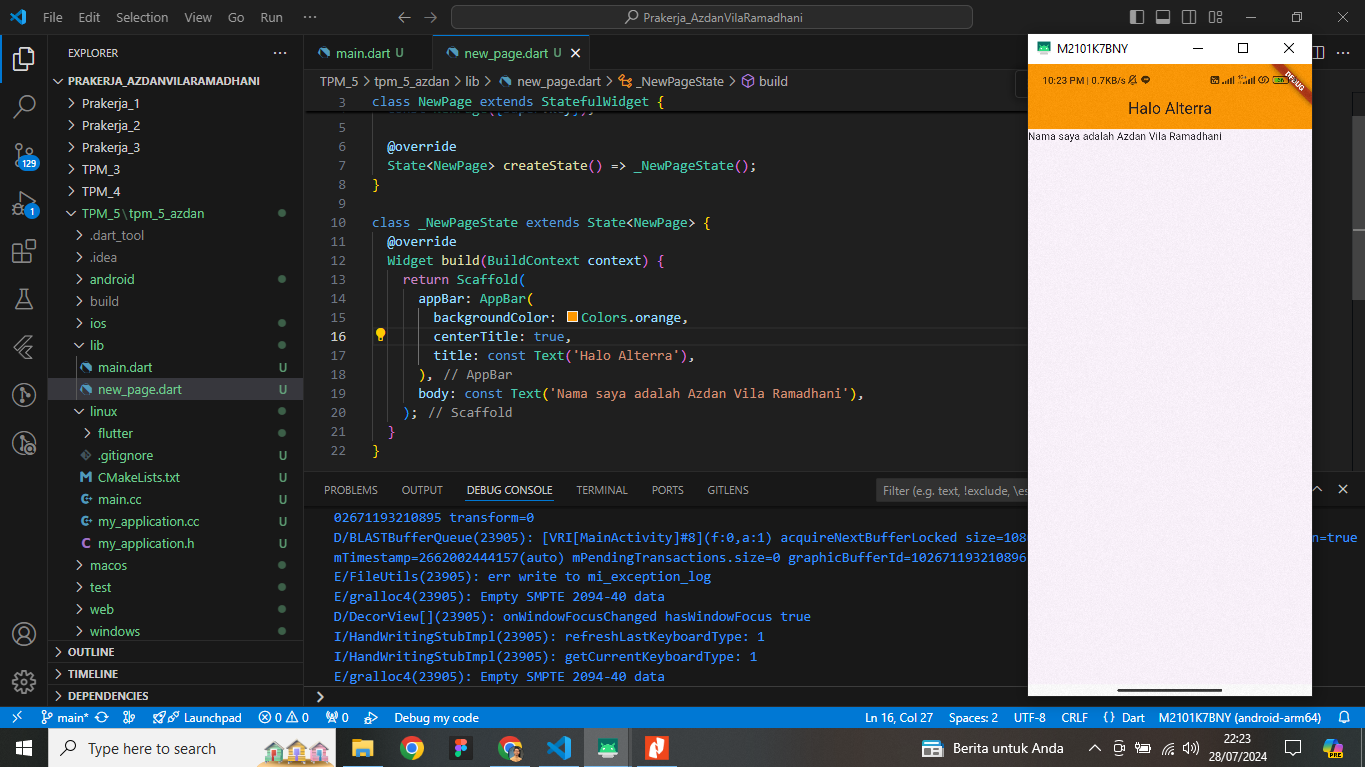 File Edit Selection View Go Run ···
Prakerja_AzdanVilaRamadhani
EXPLORER
PRAKERJA_AZDANVILARAMADHANI
Prakerja_1
Prakerja_2
Prakerja_3
TPM_3
TPM_4
TPM_5\tpm_5_azdan
.dart_tool
.idea
android
build
ios
lib
main.dart U
new_page.dart U
linux
flutter
.gitignore U
CMakeLists.txt U
main.cc U
my_application.cc U
my_application.h U
macos
test
web
windows
OUTLINE
TIMELINE
DEPENDENCIES
129
1
main.dart U
new_page.dart U
TPM_5 > tpm_5_azdan > lib > new_page.dart > _NewPageState > build
3 class NewPage extends StatefulWidget {
5
6 @override
7 State<NewPage> createState() => _NewPageState();
8 }
9
10 class _NewPageState extends State<NewPage> {
11 @override
12 Widget build(BuildContext context) {
13 return Scaffold(
14 appBar: AppBar(
15 backgroundColor: Colors.orange,
16 centerTitle: true,
17 title: const Text('Halo Alterra'),
18 ), // AppBar
19 body: const Text('Nama saya adalah Azdan Vila Ramadhani'),
20 ); // Scaffold
21 }
22 }
PROBLEMS OUTPUT DEBUG CONSOLE TERMINAL PORTS GITLENS
Filter (e.g. text, !exclude, \es
02671193210895 transform=0
D/BLASTBufferQueue(23905): [VRI[MainActivity]#8](f:0,a:1) acquireNextBufferLocked size=108
n=true
mTimestamp=2662002444157(auto) mPendingTransactions.size=0 graphicBufferId=102671193210896
E/FileUtils(23905): err write to mi_exception_log
E/gralloc4(23905): Empty SMPTE 2094-40 data
D/DecorView[](23905): onWindowFocusChanged hasWindowFocus true
I/HandWritingStubImpl(23905): refreshLastKeyboardType: 1
I/HandWritingStubImpl(23905): getCurrentKeyboardType: 1
E/gralloc4(23905): Empty SMPTE 2094-40 data
M2101K7BNY
10:23 PM | 0.7KB/s
DEBUG
Halo Alterra
Nama saya adalah Azdan Vila Ramadhani
main* Launchpad 0 0 0 Debug my code
Ln 16, Col 27 Spaces: 2 UTF-8 CRLF {} Dart M2101K7BNY (android-arm64)
Type here to search
Berita untuk Anda
22:23
28/07/2024
PRE